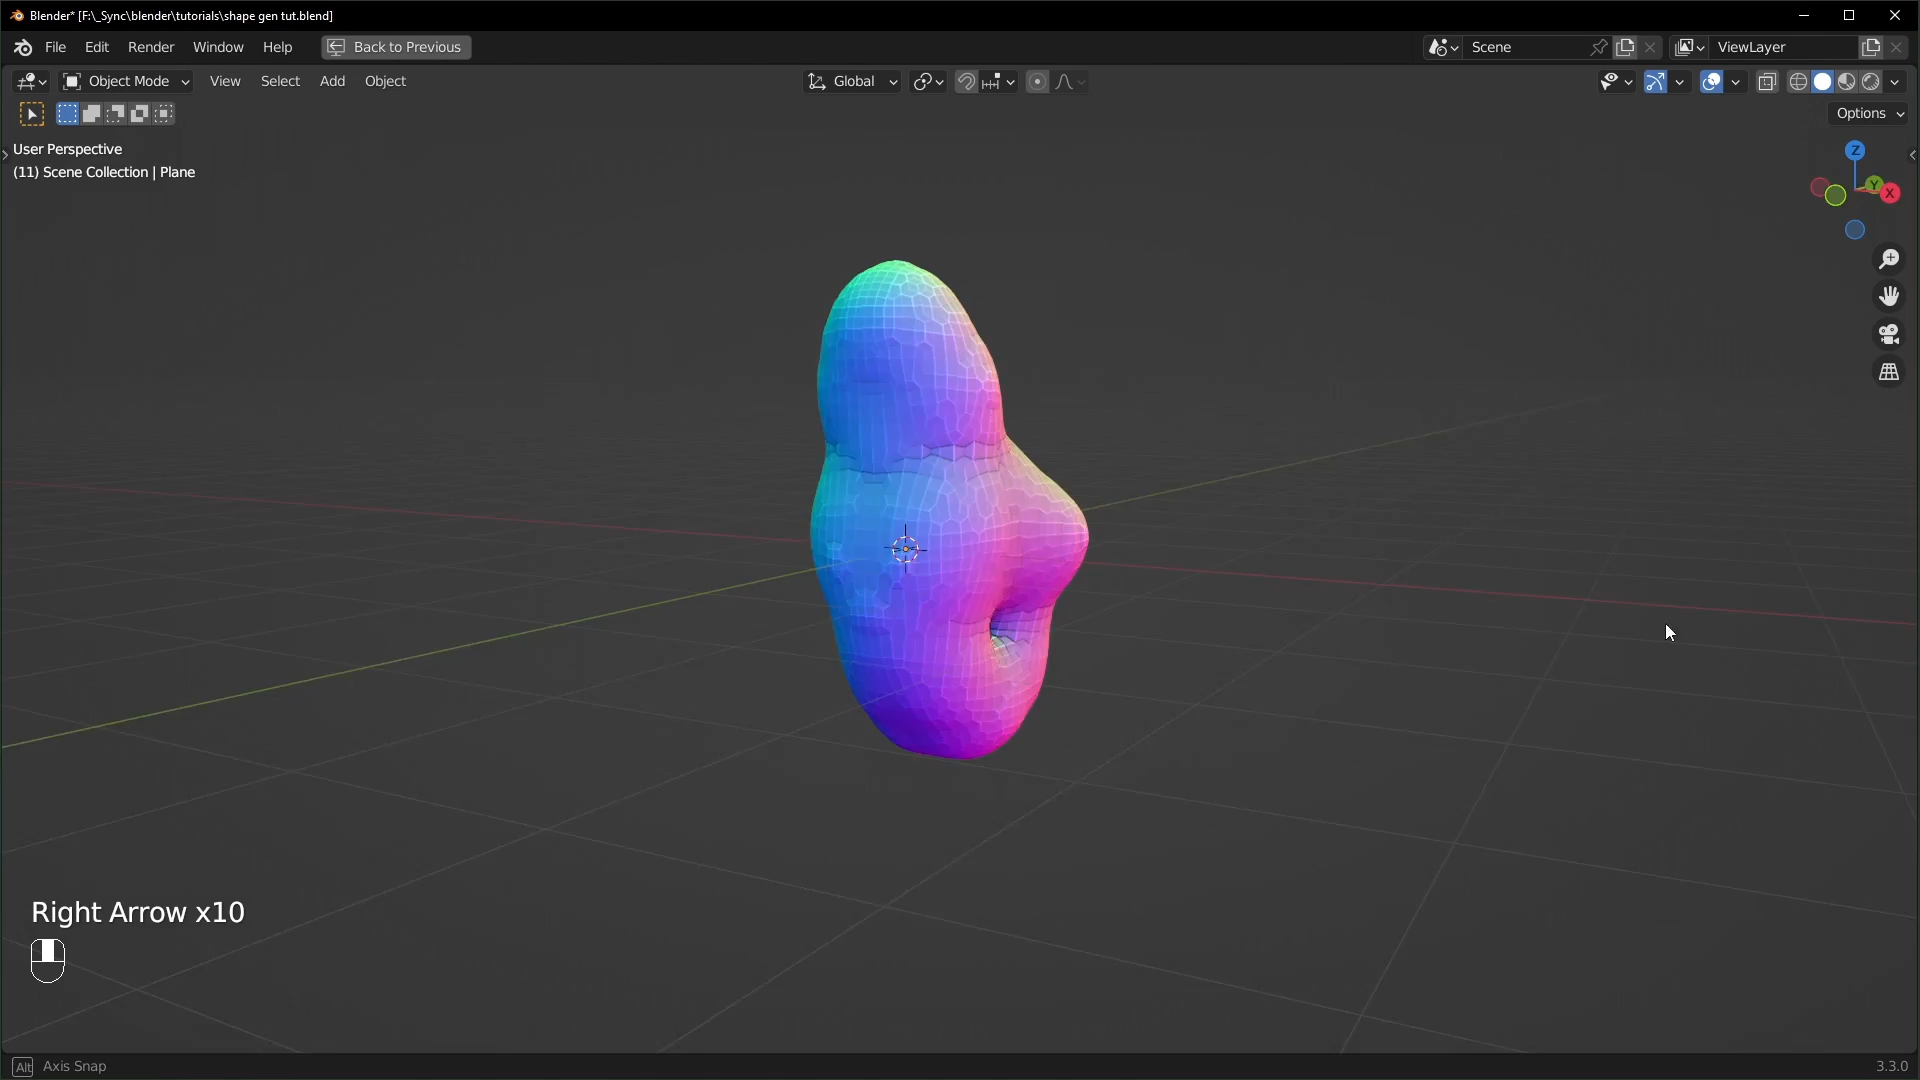 Blender* [F:\_Sync\blender\tutorials\shape gen tut.blend]
File Edit Render Window Help Back to Previous Scene ViewLayer
Object Mode View Select Add Object Global
Options
User Perspective
(11) Scene Collection | Plane
Z
Y
X
Right Arrow x10
Alt Axis Snap 3.3.0